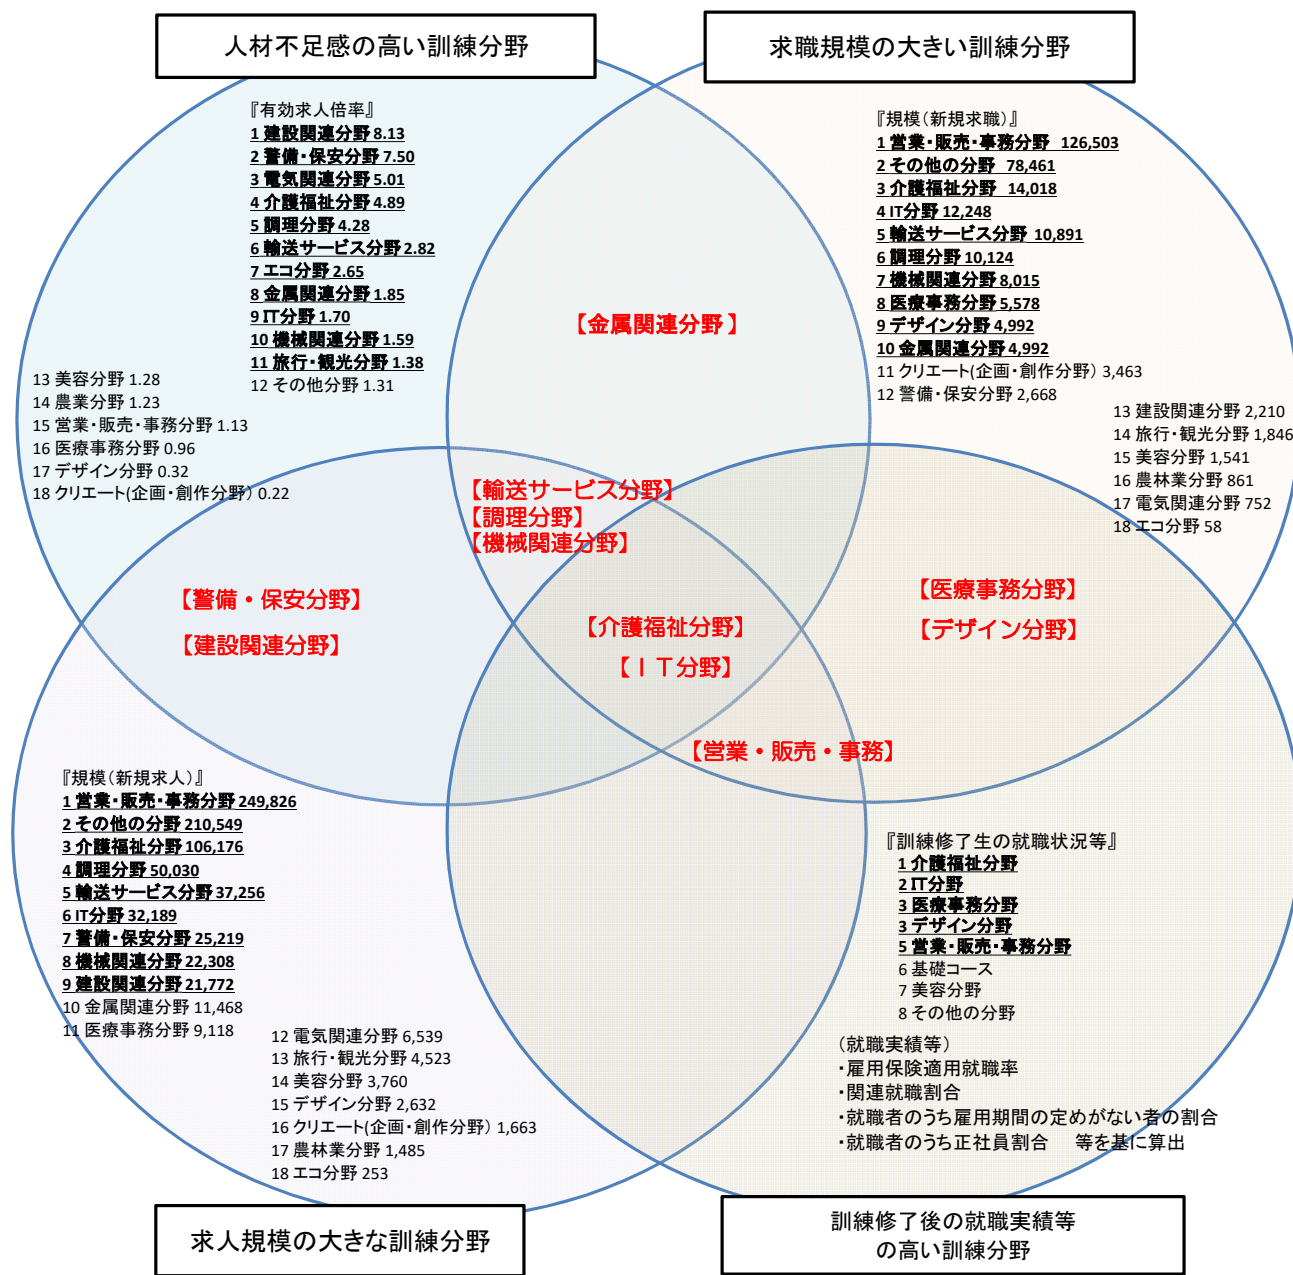 人材不足感の高い訓練分野
求職規模の大きい訓練分野
『有効求人倍率』
1 建設関連分野 8.13
2 警備・保安分野 7.50
3 電気関連分野 5.01
4 介護福祉分野 4.89
5 調理分野 4.28
6 輸送サービス分野 2.82
7 エコ分野 2.65
8 金属関連分野 1.85
9 IT分野 1.70
10 機械関連分野 1.59
11 旅行・観光分野 1.38
12 その他分野 1.31
13 美容分野 1.28
14 農業分野 1.23
15 営業・販売・事務分野 1.13
16 医療事務分野 0.96
17 デザイン分野 0.32
18 クリエート(企画・創作分野) 0.22
『規模(新規求職)』
1 営業・販売・事務分野 126,503
2 その他の分野 78,461
3 介護福祉分野 14,018
4 IT分野 12,248
5 輸送サービス分野 10,891
6 調理分野 10,124
7 機械関連分野 8,015
8 医療事務分野 5,578
9 デザイン分野 4,992
10 金属関連分野 4,992
11 クリエート(企画・創作分野) 3,463
12 警備・保安分野 2,668
13 建設関連分野 2,210
14 旅行・観光分野 1,846
15 美容分野 1,541
16 農林業分野 861
17 電気関連分野 752
18 エコ分野 58
【金属関連分野】
【輸送サービス分野】
【調理分野】
【機械関連分野】
【警備・保安分野】
【建設関連分野】
【介護福祉分野】
【IT分野】
【医療事務分野】
【デザイン分野】
【営業・販売・事務】
『規模(新規求人)』
1 営業・販売・事務分野 249,826
2 その他の分野 210,549
3 介護福祉分野 106,176
4 調理分野 50,030
5 輸送サービス分野 37,256
6 IT分野 32,189
7 警備・保安分野 25,219
8 機械関連分野 22,308
9 建設関連分野 21,772
10 金属関連分野 11,468
11 医療事務分野 9,118
12 電気関連分野 6,539
13 旅行・観光分野 4,523
14 美容分野 3,760
15 デザイン分野 2,632
16 クリエート(企画・創作分野) 1,663
17 農林業分野 1,485
18 エコ分野 253
『訓練修了生の就職状況等』
1 介護福祉分野
2 IT分野
3 医療事務分野
3 デザイン分野
5 営業・販売・事務分野
6 基礎コース
7 美容分野
8 その他の分野
(就職実績等)
・雇用保険適用就職率
・関連就職割合
・就職者のうち雇用期間の定めがない者の割合
・就職者のうち正社員割合　等を基に算出
求人規模の大きな訓練分野
訓練修了後の就職実績等
の高い訓練分野